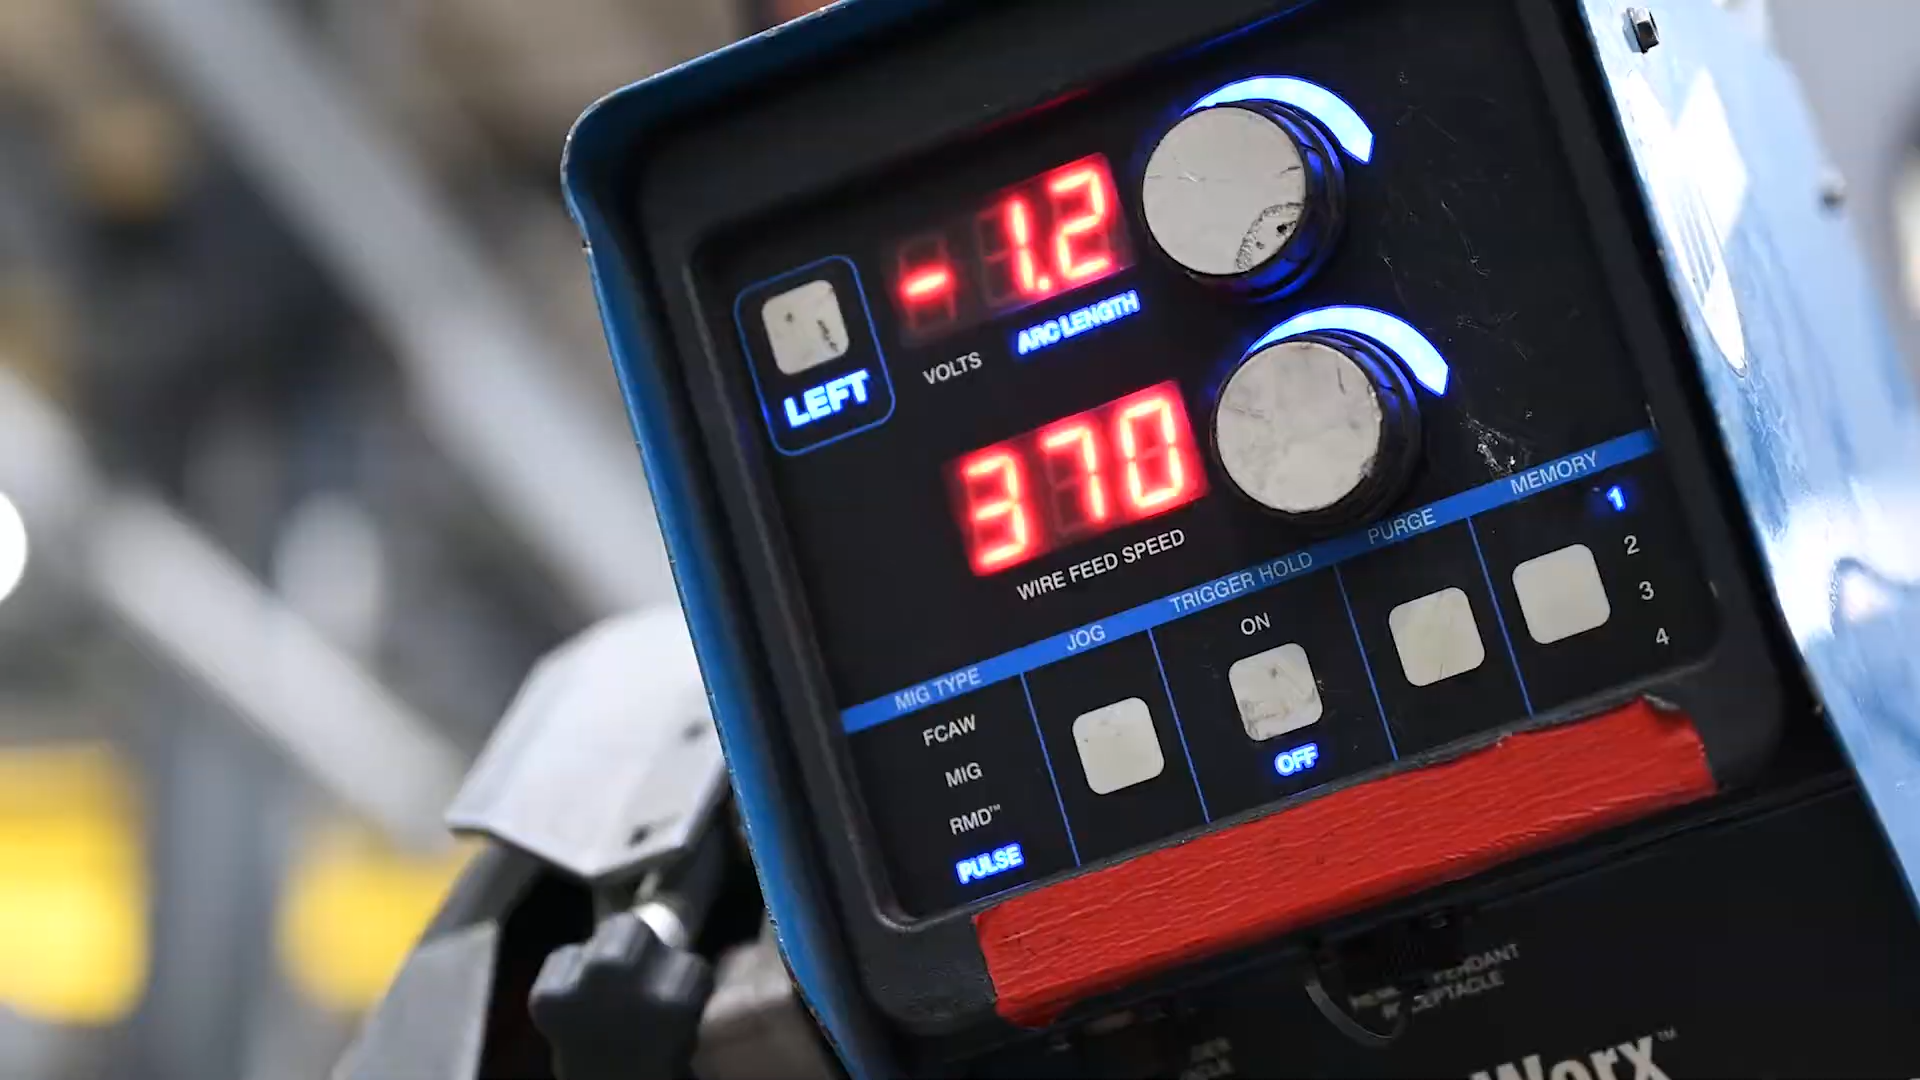 -1.2
VOLTS ARC LENGTH
LEFT
370
WIRE FEED SPEED
MIG TYPE JOG TRIGGER HOLD PURGE MEMORY
FCAW
MIG
RMD™
PULSE
ON
OFF
1
2
3
4
Worx™